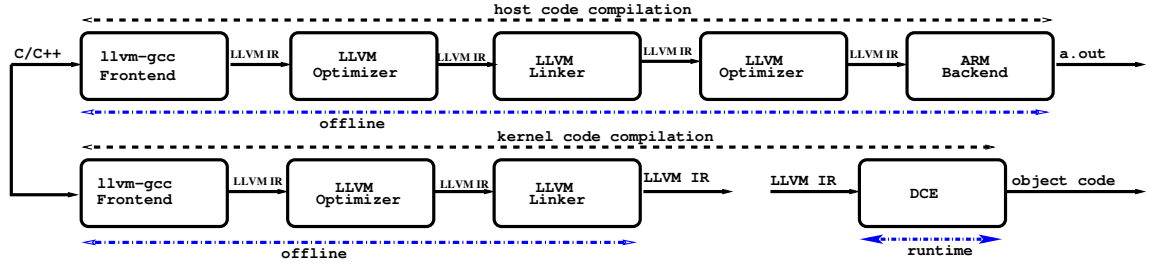 host code compilation
C/C++
llvm-gcc
Frontend
LLVM IR
LLVM
Optimizer
LLVM IR
LLVM
Linker
LLVM IR
LLVM
Optimizer
LLVM IR
ARM
Backend
a.out
offline
kernel code compilation
llvm-gcc
Frontend
LLVM IR
LLVM
Optimizer
LLVM IR
LLVM
Linker
LLVM IR
LLVM IR
DCE
object code
offline
runtime